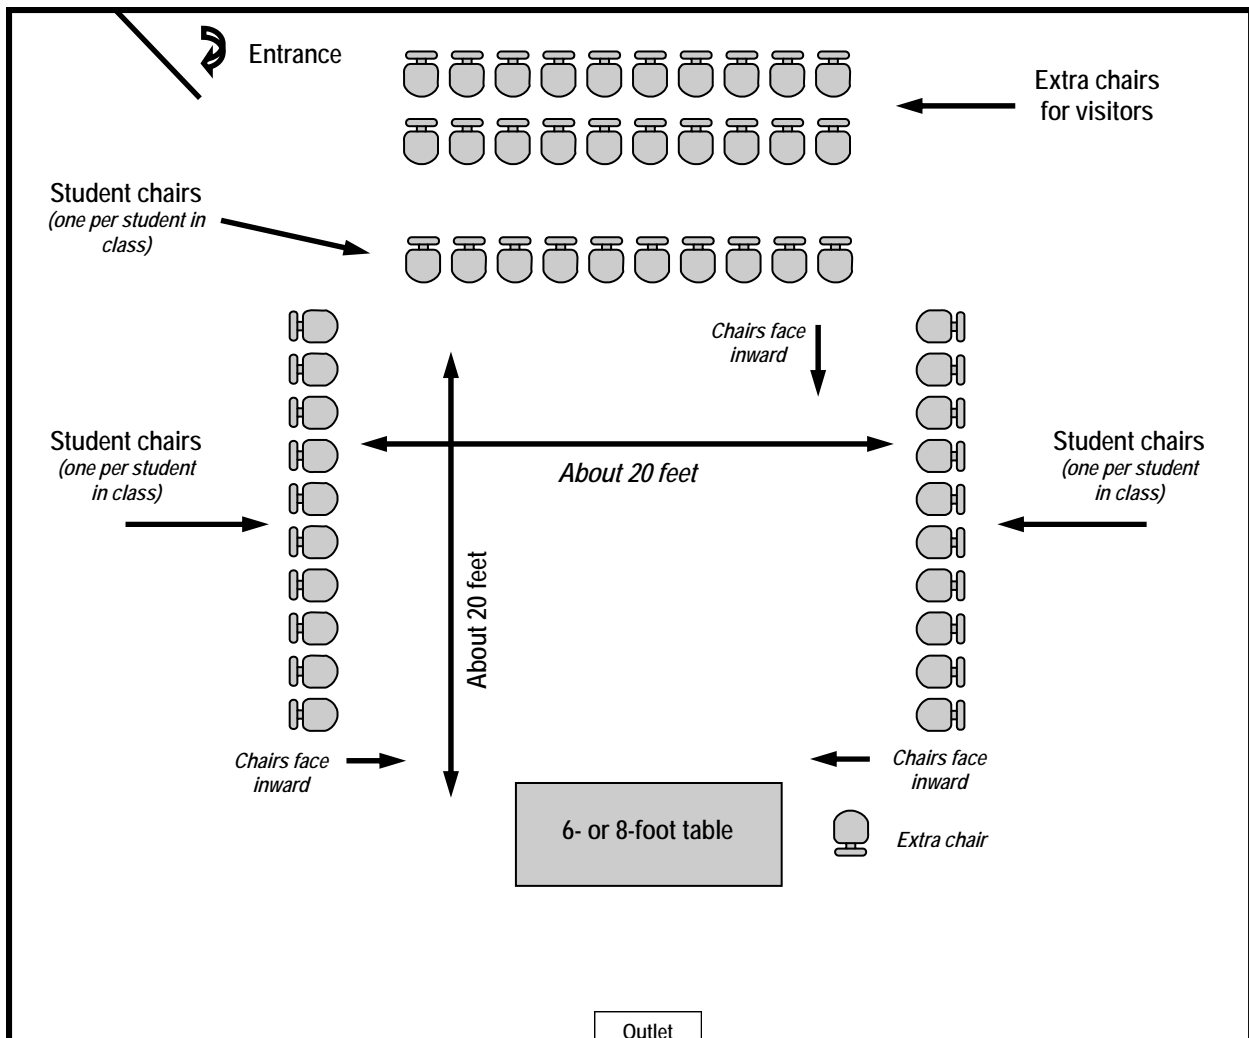 Entrance
Extra chairs
for visitors
Student chairs
(one per student in
class)
Chairs face
inward
Student chairs
(one per student
in class)
About 20 feet
Student chairs
(one per student
in class)
About 20 feet
Chairs face
inward
Chairs face
inward
6- or 8-foot table
Extra chair
Outlet